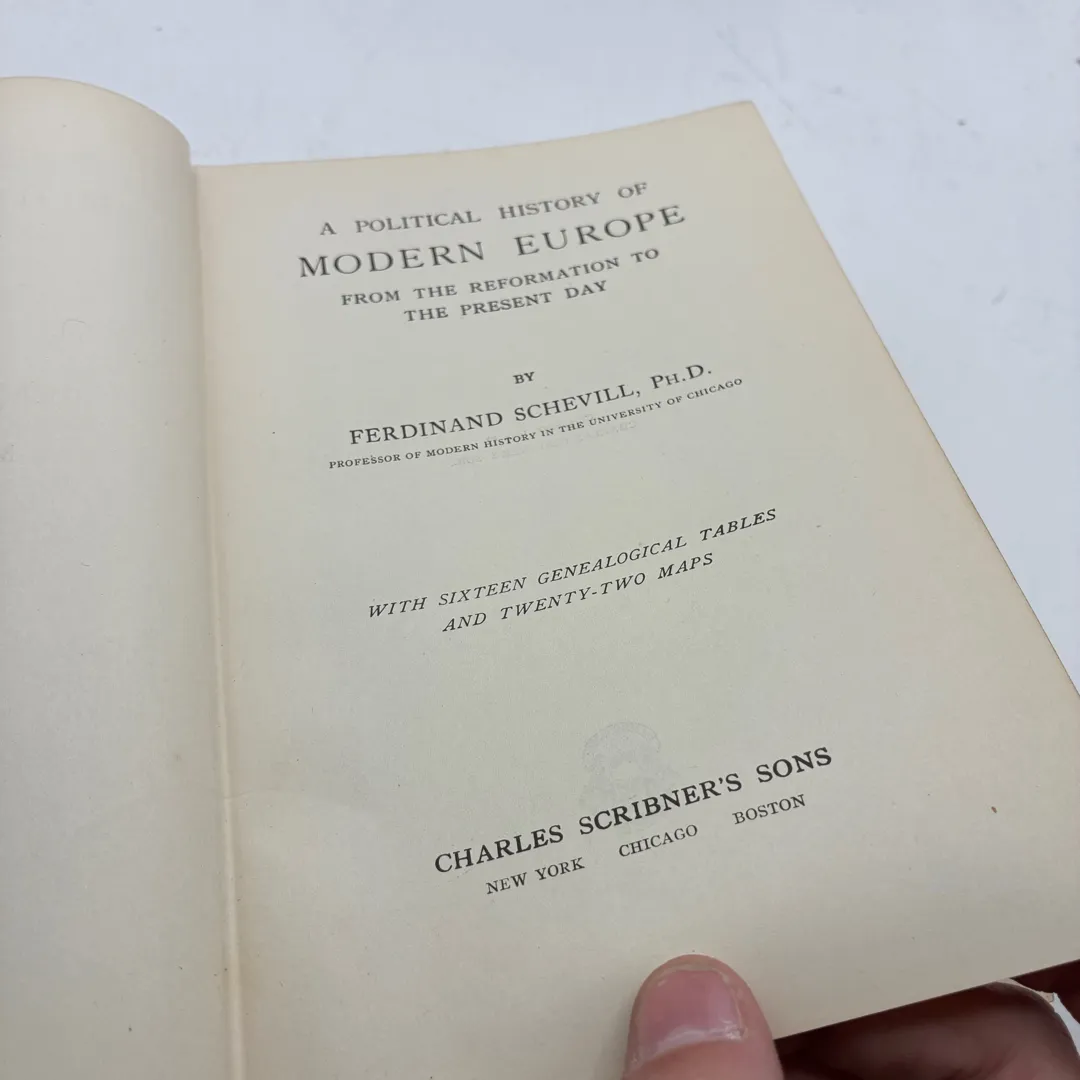 A POLITICAL HISTORY OF
MODERN EUROPE
FROM THE REFORMATION TO
THE PRESENT DAY
BY
FERDINAND SCHEVILL, PH.D.
PROFESSOR OF MODERN HISTORY IN THE UNIVERSITY OF CHICAGO
WITH SIXTEEN GENEALOGICAL TABLES
AND TWENTY-TWO MAPS
CHARLES SCRIBNER'S SONS
NEW YORK CHICAGO BOSTON